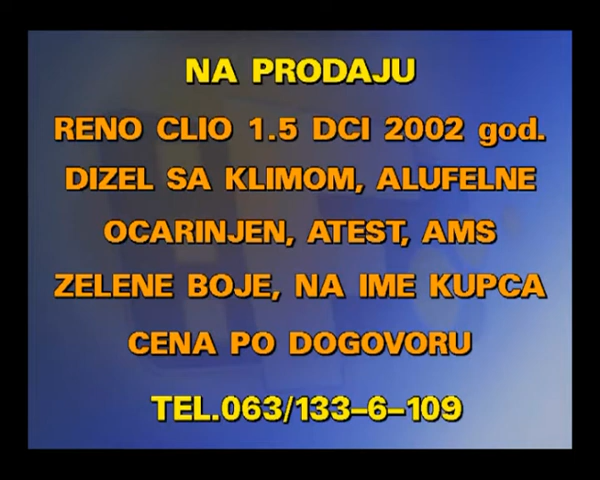 NA PRODAJU
RENO CLIO 1.5 DCI 2002 god.
DIZEL SA KLIMOM, ALUFELNE
OCARINJEN, ATEST, AMS
ZELENE BOJE, NA IME KUPCA
CENA PO DOGOVORU
TEL.063/133-6-109